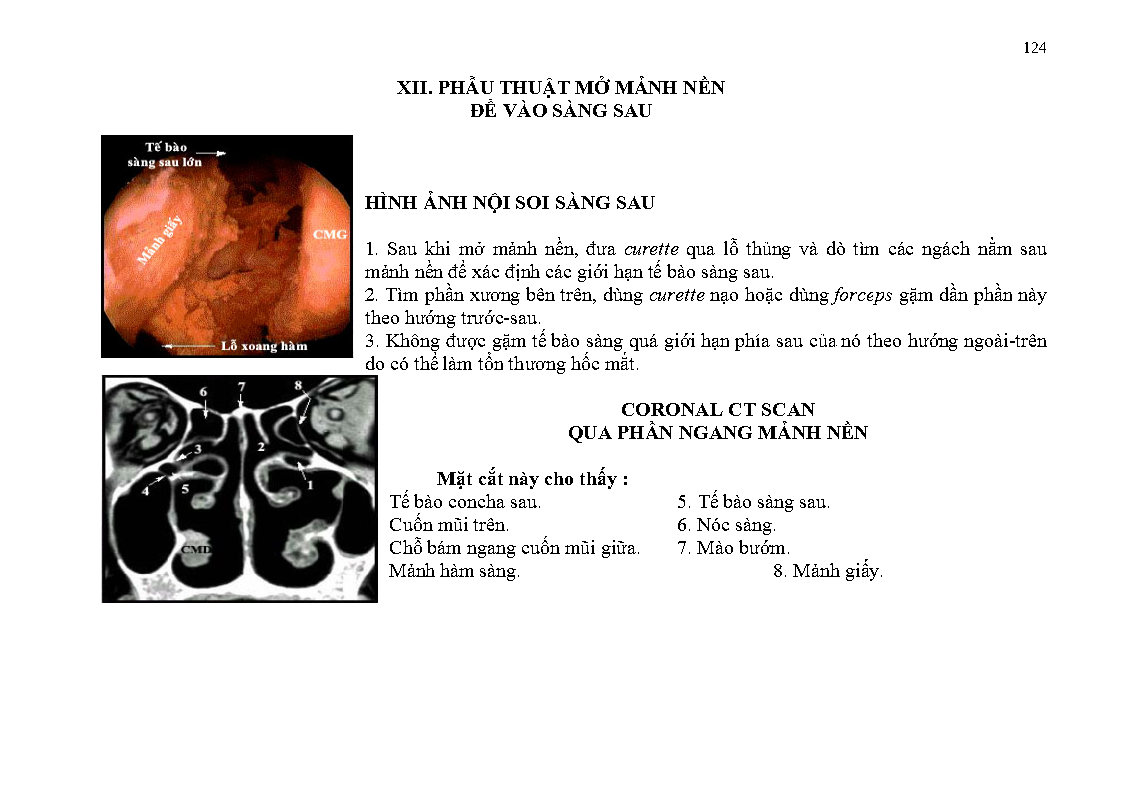 124
XII. PHẪU THUẬT MỞ MẢNH NỀN
ĐỂ VÀO SÀNG SAU
Tế bào
sàng sau lớn
Mảnh giấy
CMG
Lỗ xoang hàm
HÌNH ẢNH NỘI SOI SÀNG SAU
1. Sau khi mở mảnh nền, đưa curette qua lỗ thủng và dò tìm các ngách nằm sau
mảnh nền để xác định các giới hạn tế bào sàng sau.
2. Tìm phần xương bên trên, dùng curette nạo hoặc dùng forceps gặm dần phần này
theo hướng trước-sau.
3. Không được gặm tế bào sàng quá giới hạn phía sau của nó theo hướng ngoài-trên
do có thể làm tổn thương hốc mắt.
6 7 8
3 2
4 5 1
CMD
CORONAL CT SCAN
QUA PHẦN NGANG MẢNH NỀN
Mặt cắt này cho thấy :
Tế bào concha sau. 5. Tế bào sàng sau.
Cuốn mũi trên. 6. Nóc sàng.
Chỗ bám ngang cuốn mũi giữa. 7. Mào bướm.
Mảnh hàm sàng. 8. Mảnh giấy.